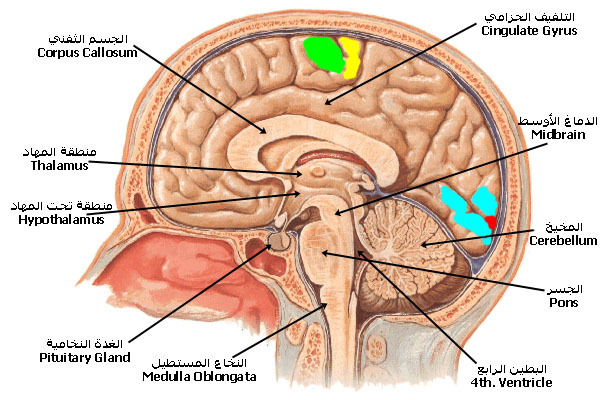 التلفيف الحزامي
Cingulate Gyrus
الجسم الثفني
Corpus Callosum
الدماغ الأوسط
Midbrain
منطقة المهاد
Thalamus
منطقة تحت المهاد
Hypothalamus
المخيخ
Cerebellum
الجسر
Pons
الغدة النخامية
Pituitary Gland
النخاع المستطيل
Medulla Oblongata
البطين الرابع
4th. Ventricle